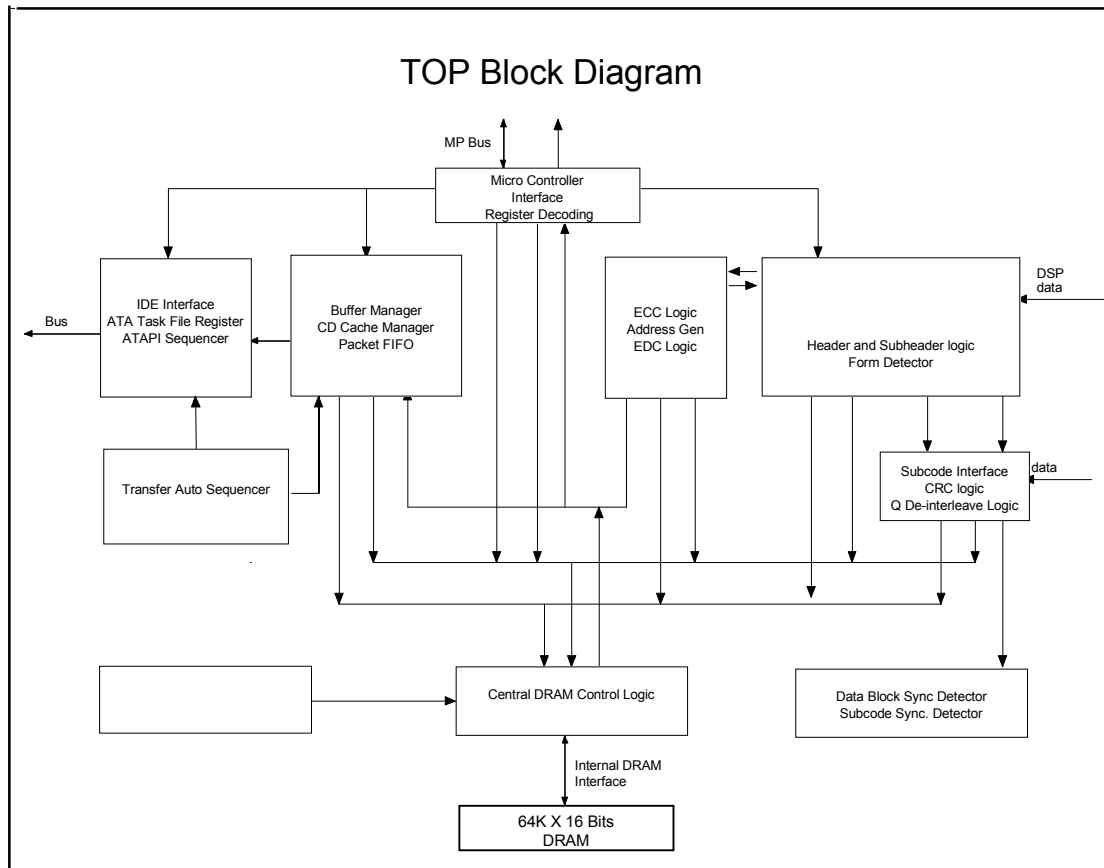 TOP Block Diagram
MP Bus
Micro Controller
Interface
Register Decoding
IDE Interface
ATA Task File Register
ATAPI Sequencer
Bus
Buffer Manager
CD Cache Manager
Packet FIFO
ECC Logic
Address Gen
EDC Logic
Header and Subheader logic
Form Detector
DSP
data
Transfer Auto Sequencer
Subcode Interface
CRC logic
Q De-interleave Logic
data
Central DRAM Control Logic
Data Block Sync Detector
Subcode Sync. Detector
Internal DRAM
Interface
64K X 16 Bits
DRAM